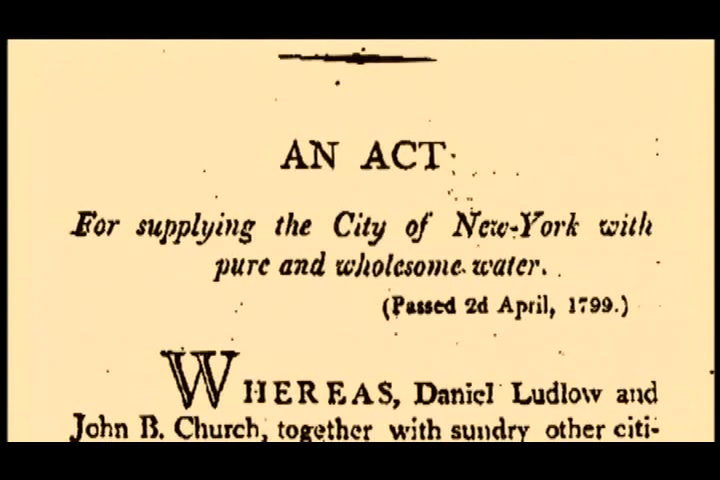 AN ACT
For supplying the City of New-York with
pure and wholesome water.
(Passed 2d April, 1799.)
WHEREAS, Daniel Ludlow and
John B. Church, together with sundry other citi-